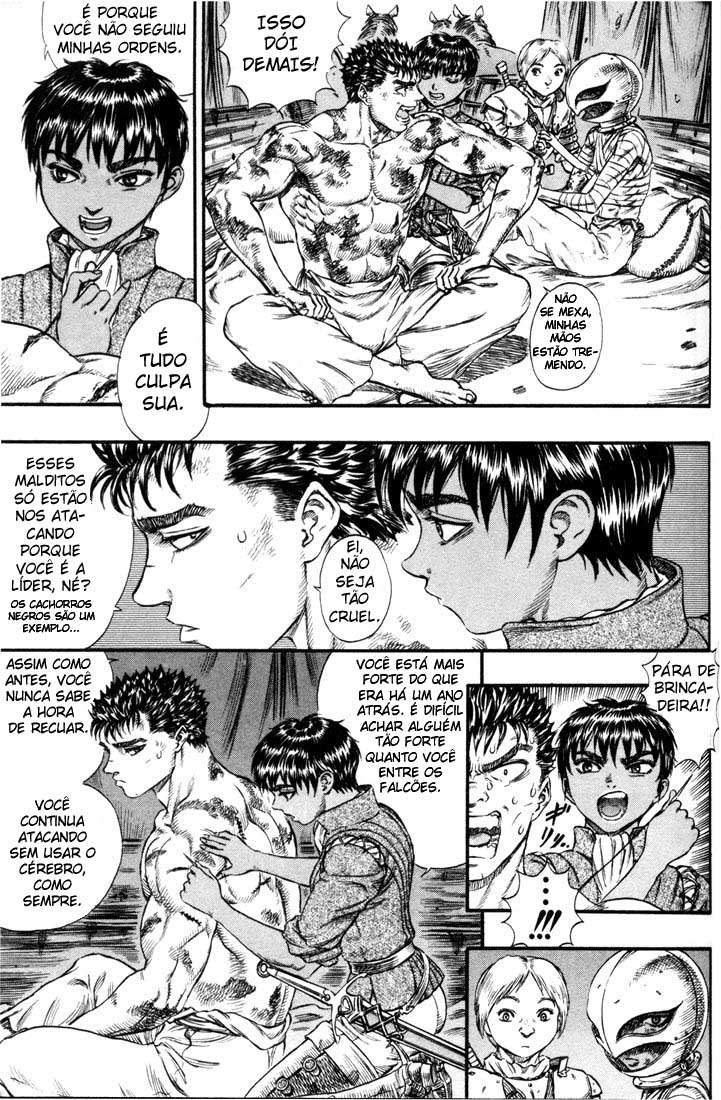 ISSO
DÓI
DEMAIS!
NÃO
SE MEXA,
MINHAS
MÃOS
ESTÃO TRE-
MENDO.
É PORQUE
VOCÊ NÃO SEGUIU
MINHAS ORDENS.
É
TUDO
CULPA
SUA.
EI,
NÃO
SEJA
TÃO
CRUEL.
ESSES
MALDITOS
SÓ ESTÃO
NOS ATA-
CANDO
PORQUE
VOCÊ É A
LÍDER, NÉ?
OS CACHORROS
NEGROS SÃO UM
EXEMPLO...
PÁRA DE
BRINCA-
DEIRA!!
...!!!
VOCÊ ESTÁ MAIS
FORTE DO QUE
ERA HÁ UM ANO
ATRÁS. É DIFÍCIL
ACHAR ALGUÉM
TÃO FORTE
QUANTO VOCÊ
ENTRE OS
FALCÕES.
ASSIM COMO
ANTES, VOCÊ
NUNCA SABE
A HORA
DE RECUAR.
VOCÊ
CONTINUA
ATACANDO
SEM USAR O
CÉREBRO,
COMO
SEMPRE.